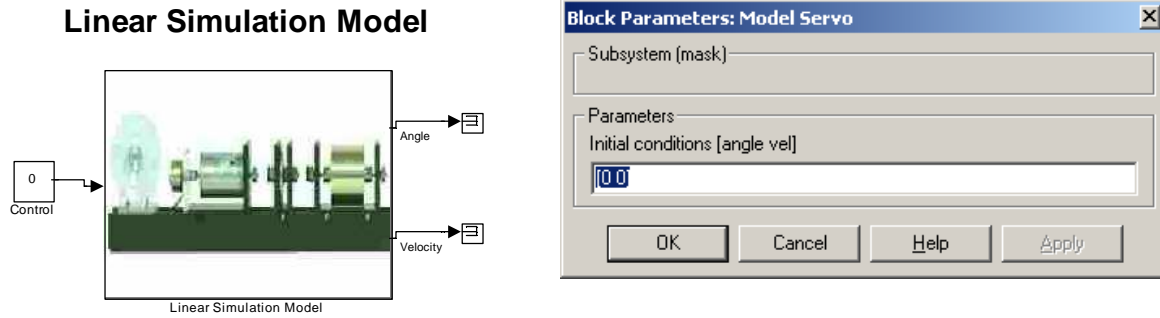 Linear Simulation Model
Angle
0
Control
Velocity
Linear Simulation Model
Block Parameters: Model Servo
Subsystem (mask)
Parameters
Initial conditions [angle vel]
[0 0]
OK Cancel Help Apply